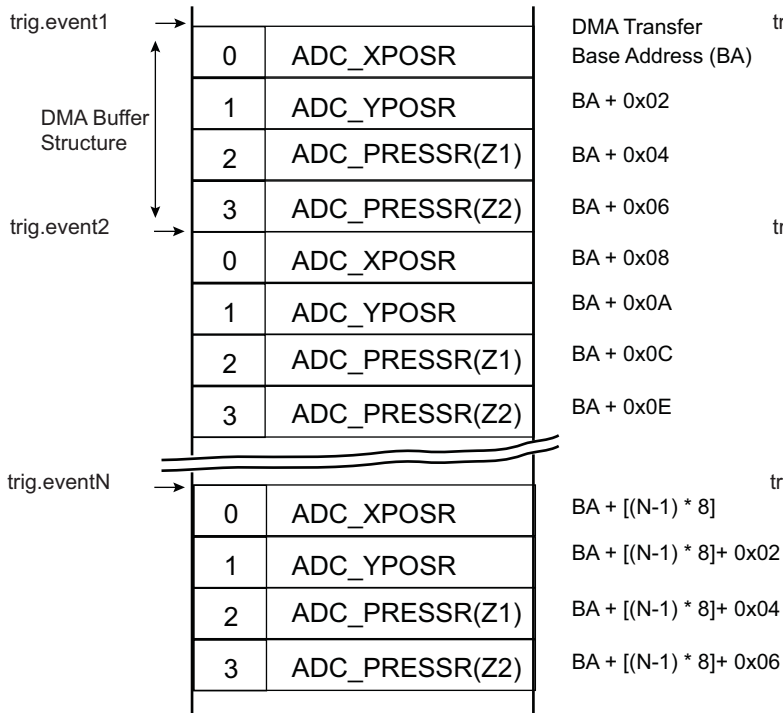 trig.event1
DMA Transfer
tr
0 ADC_XPOSR Base Address (BA)
DMA Buffer
Structure
1 ADC_YPOSR BA + 0x02
2 ADC_PRESSR(Z1) BA + 0x04
3 ADC_PRESSR(Z2) BA + 0x06
trig.event2
tr
0 ADC_XPOSR BA + 0x08
1 ADC_YPOSR BA + 0x0A
2 ADC_PRESSR(Z1) BA + 0x0C
3 ADC_PRESSR(Z2) BA + 0x0E
trig.eventN
tr
0 ADC_XPOSR BA + [(N-1) * 8]
1 ADC_YPOSR BA + [(N-1) * 8]+ 0x02
2 ADC_PRESSR(Z1) BA + [(N-1) * 8]+ 0x04
3 ADC_PRESSR(Z2) BA + [(N-1) * 8]+ 0x06